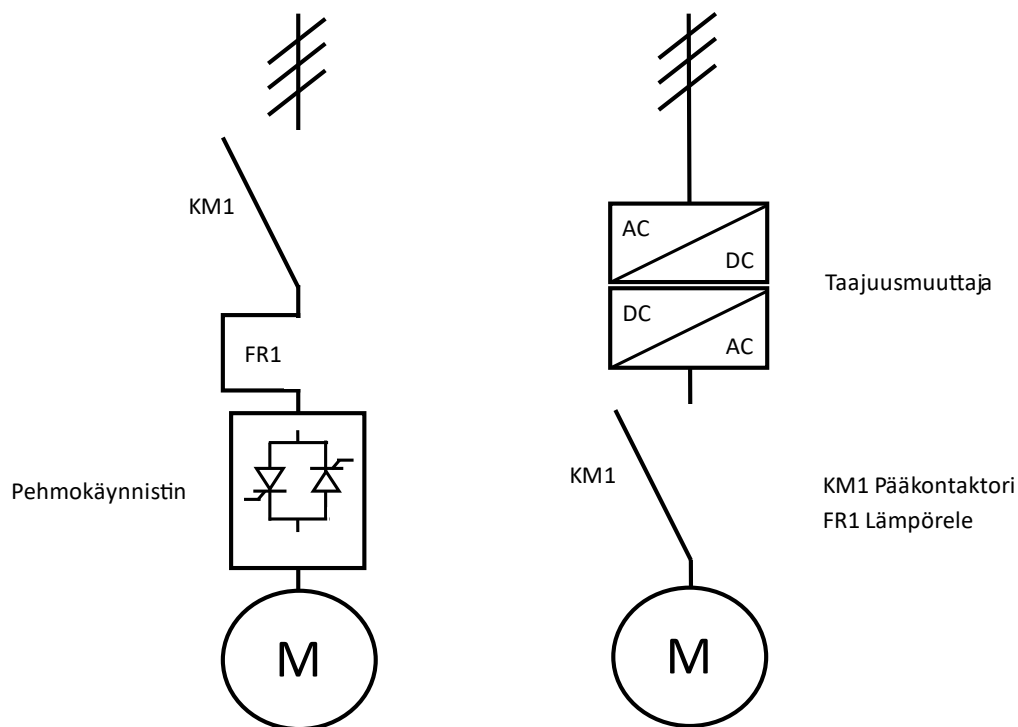 KM1
FR1
Pehmokäynnistin
M
AC
DC
DC
AC
Taajuusmuuttaja
KM1
KM1 Pääkontaktori
FR1 Lämpörele
M